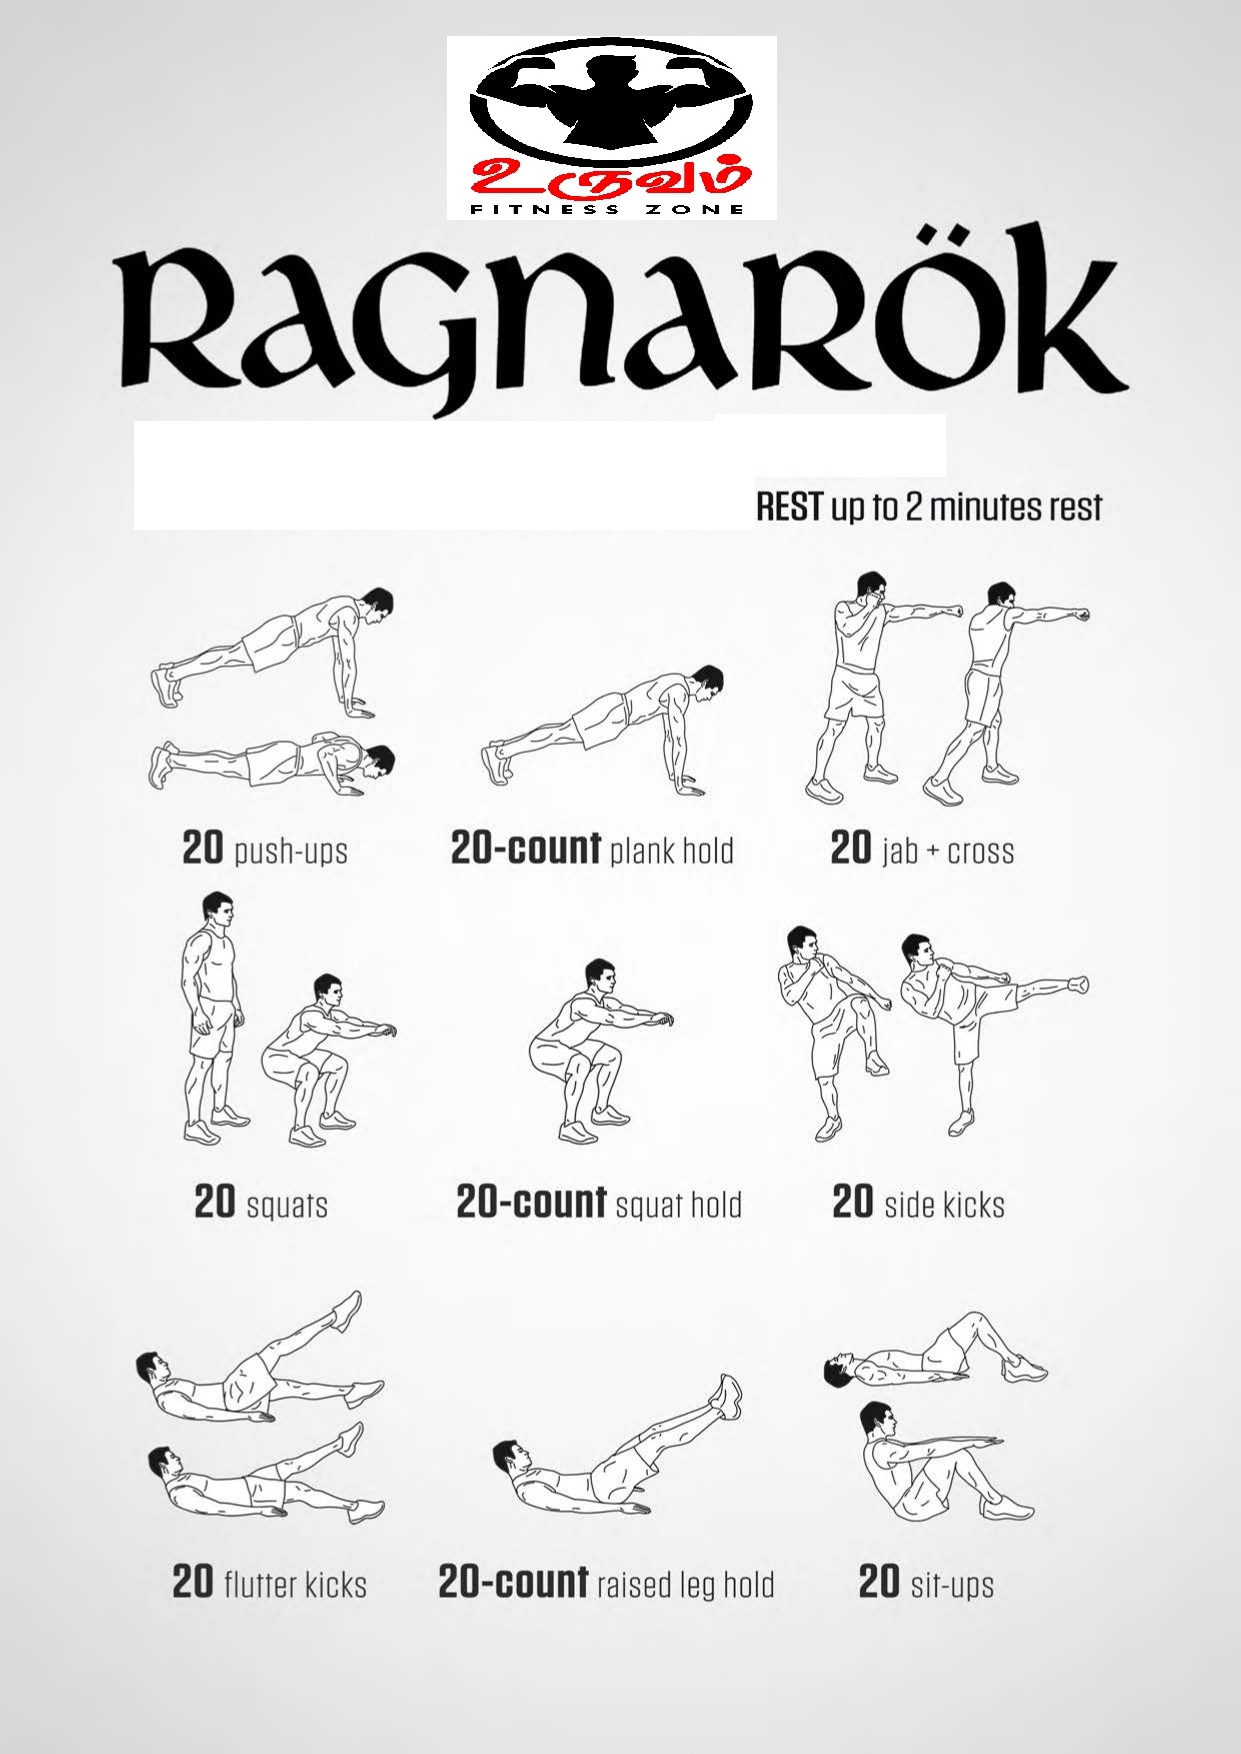 உருவம்
FITNESS ZONE
RAGNARÖK
REST up to 2 minutes rest
20 push-ups
20-count plank hold
20 jab + cross
20 squats
20-count squat hold
20 side kicks
20 flutter kicks
20-count raised leg hold
20 sit-ups